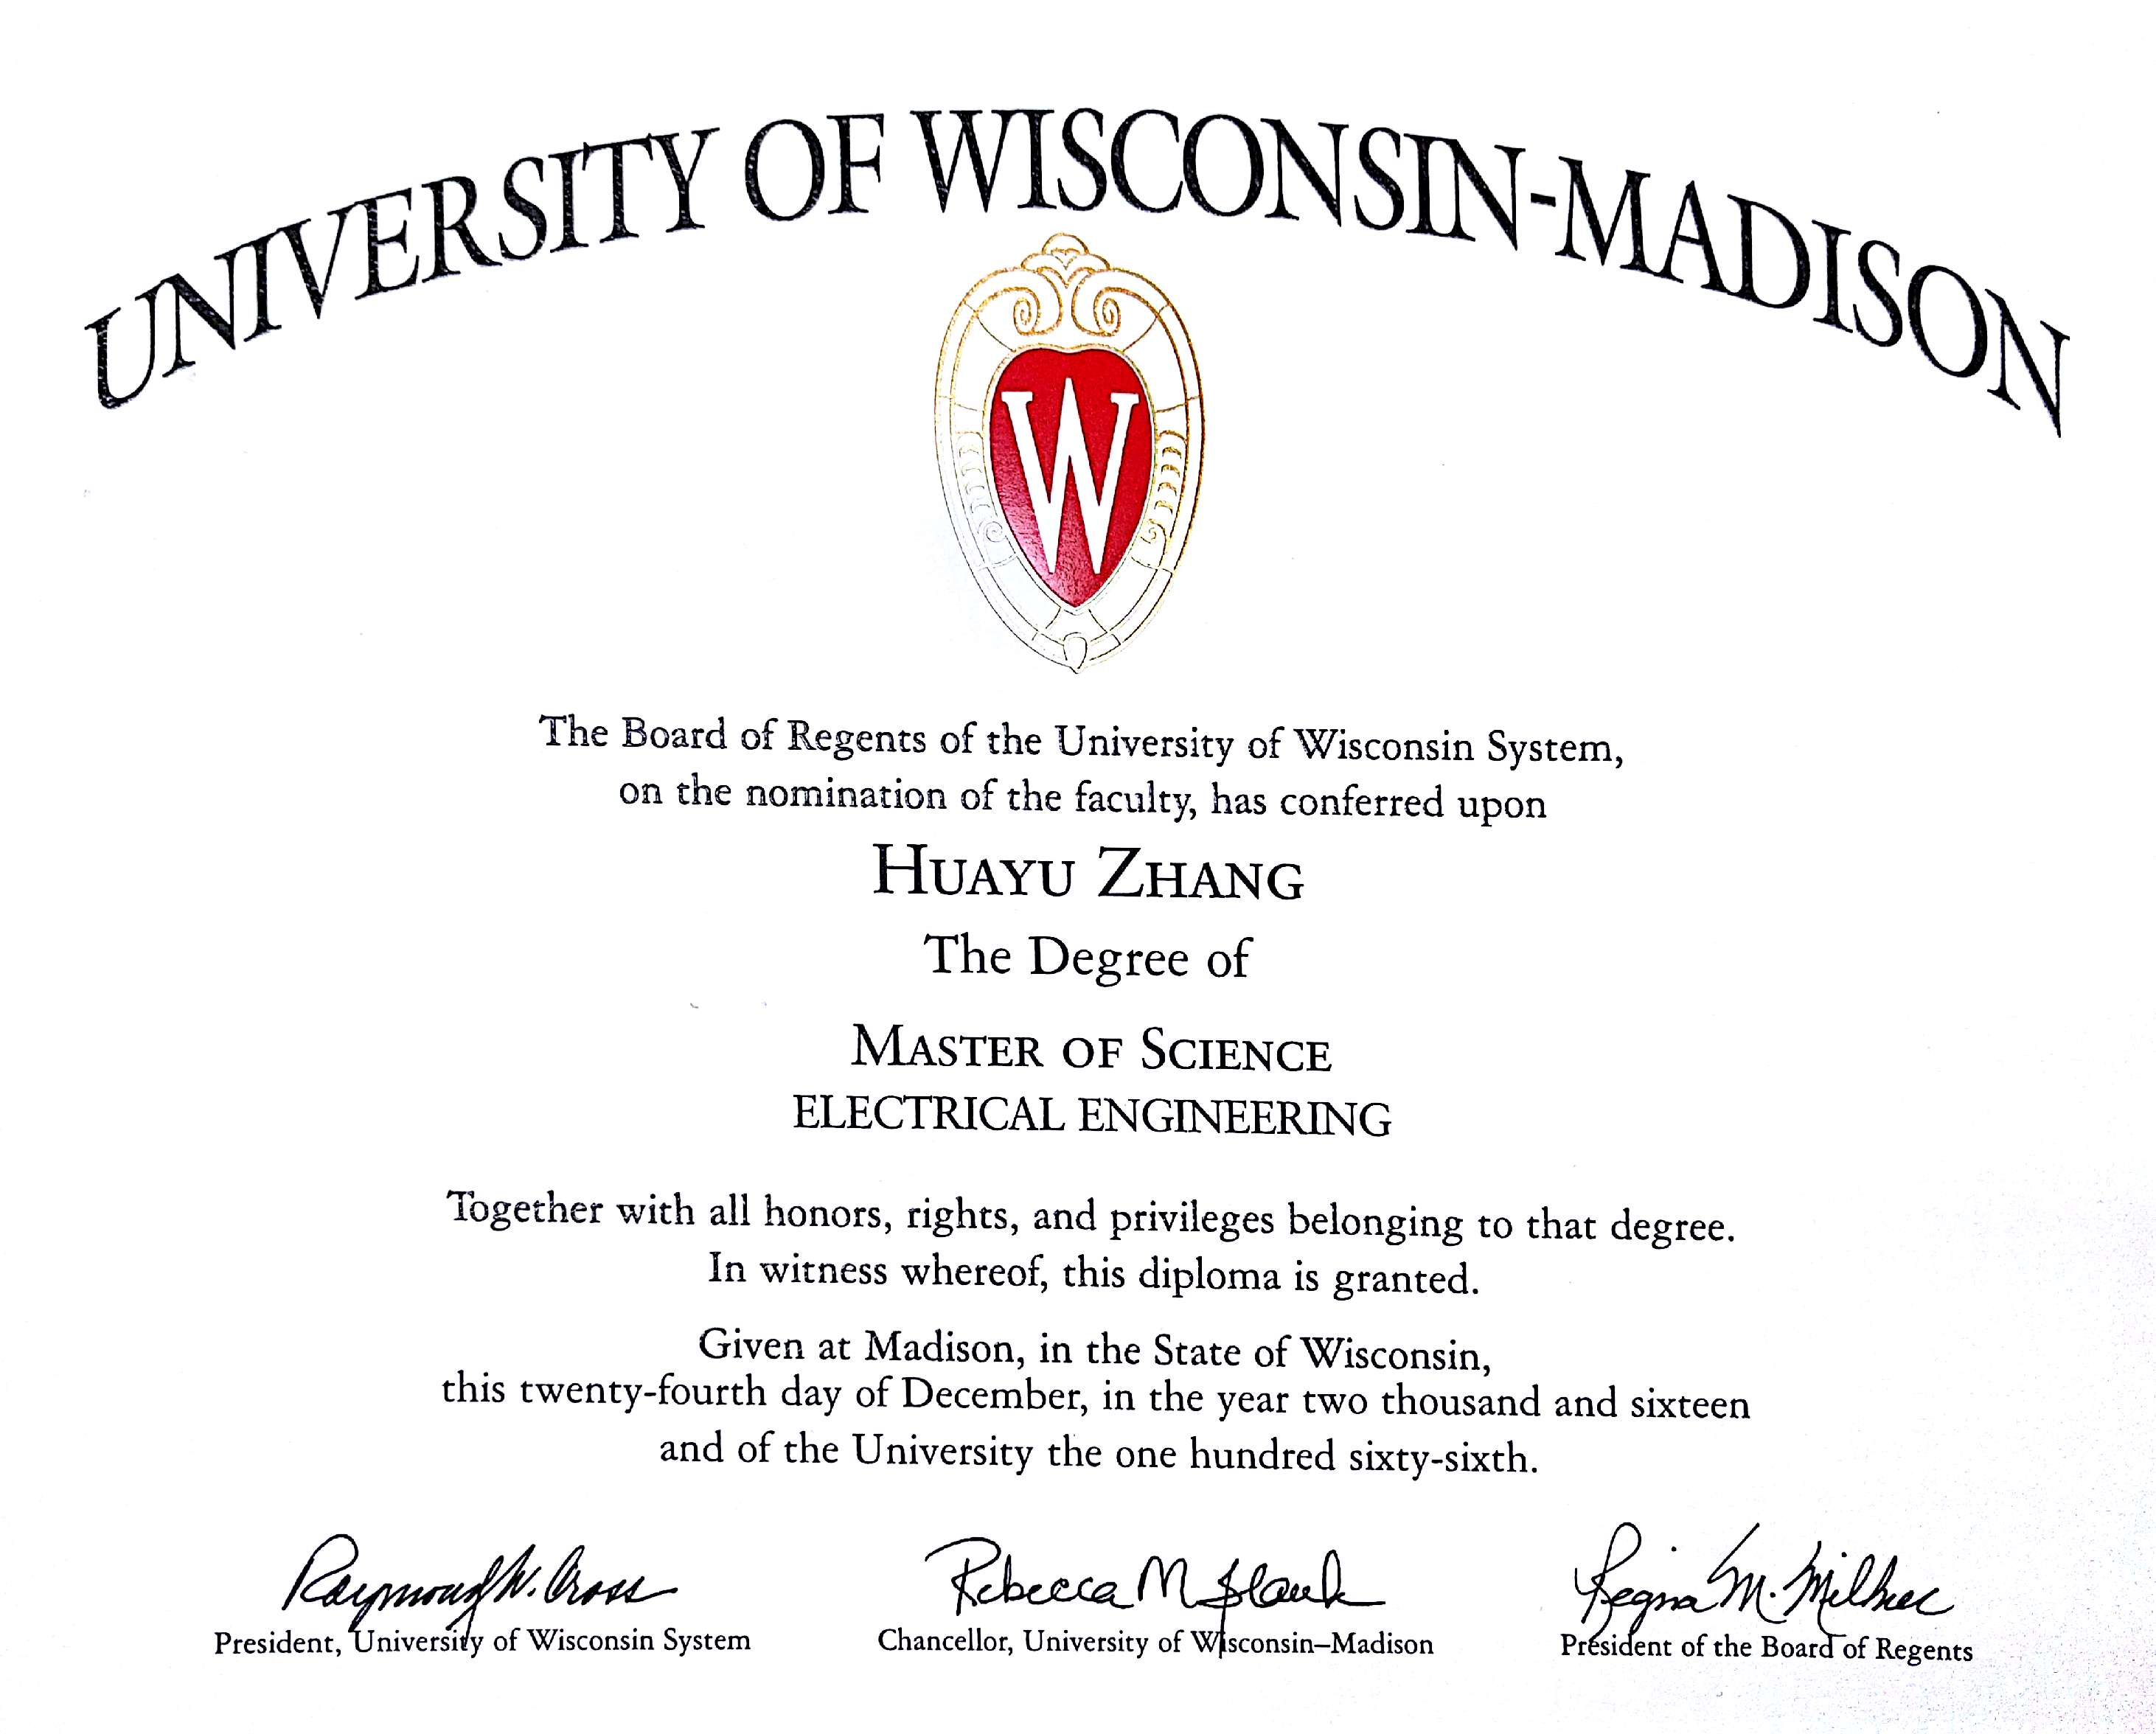 UNIVERSITY OF WISCONSIN-MADISON
W
The Board of Regents of the University of Wisconsin System,
on the nomination of the faculty, has conferred upon
HUAYU ZHANG
The Degree of
MASTER OF SCIENCE
ELECTRICAL ENGINEERING
Together with all honors, rights, and privileges belonging to that degree.
In witness whereof, this diploma is granted.
Given at Madison, in the State of Wisconsin,
this twenty-fourth day of December, in the year two thousand and sixteen
and of the University the one hundred sixty-sixth.
Raymond W. Cross Rebecca M Blank Regina M. Millner
President, University of Wisconsin System Chancellor, University of Wisconsin–Madison President of the Board of Regents